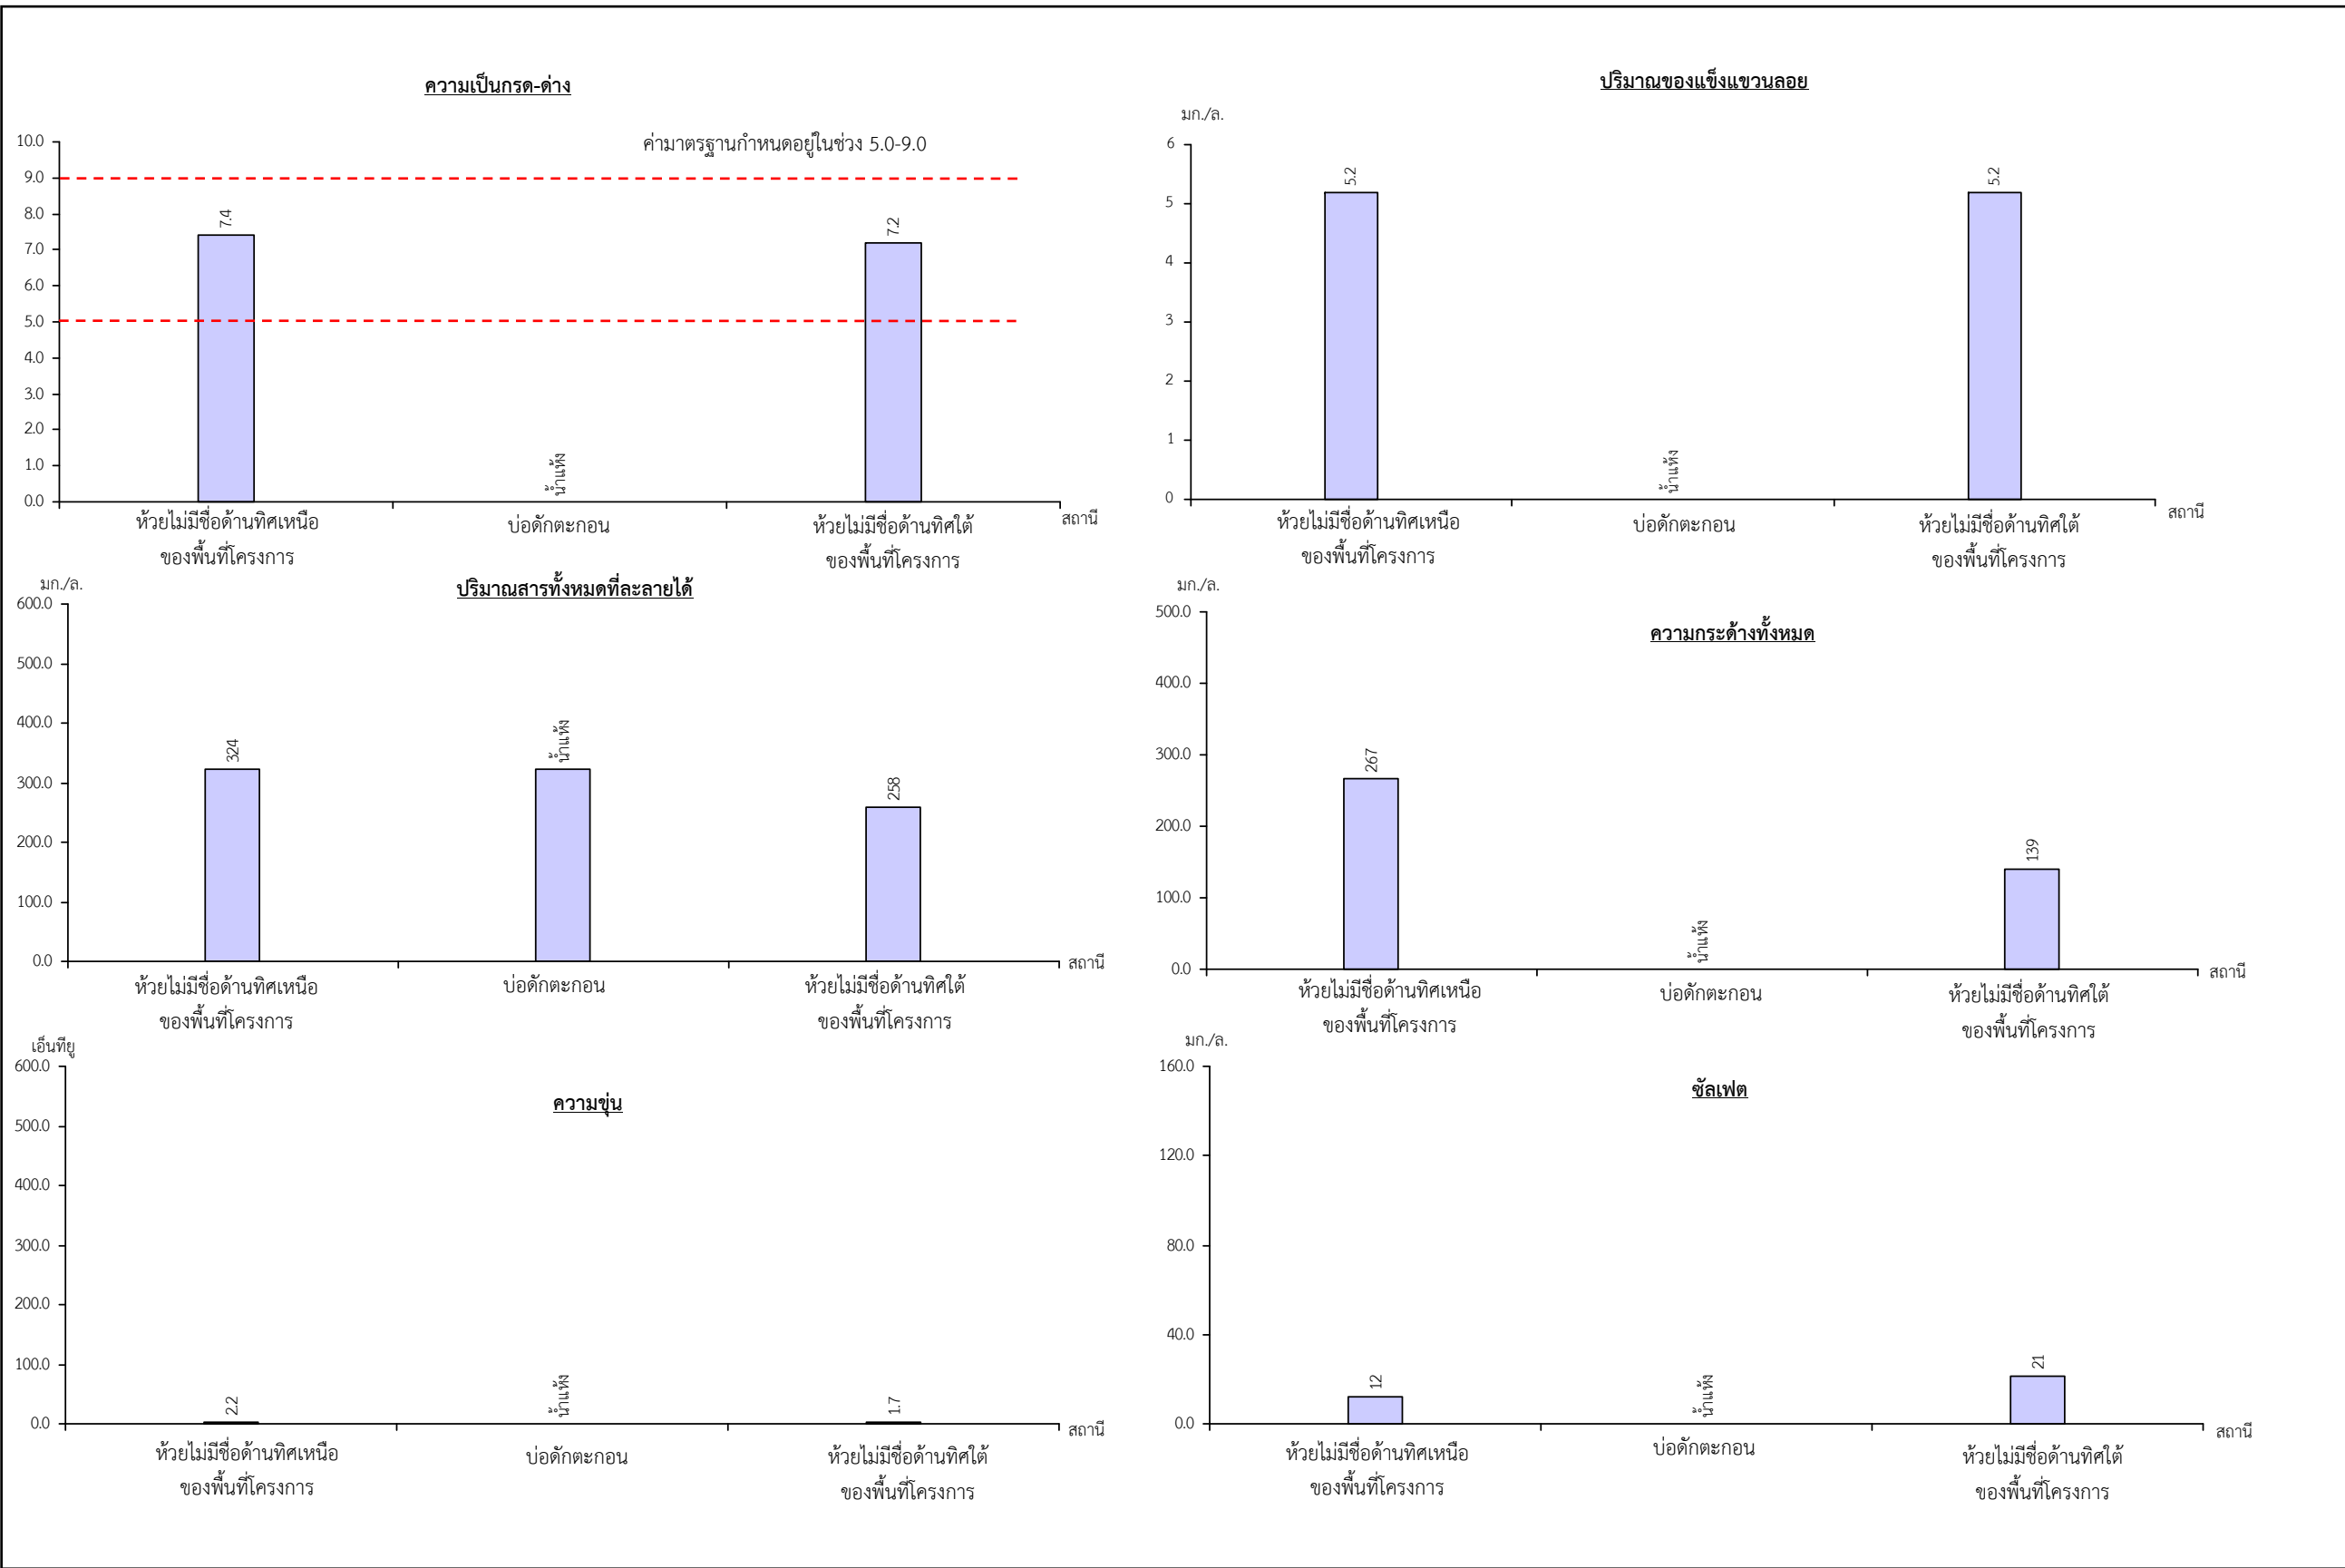 ความเป็นกรด-ด่าง
ค่ามาตรฐานกำหนดอยู่ในช่วง 5.0-9.0
10.0
9.0
8.0
7.0
6.0
5.0
4.0
3.0
2.0
1.0
0.0
7.4
น้ำแห้ง
7.2
ห้วยไม่มีชื่อด้านทิศเหนือ
ของพื้นที่โครงการ
บ่อดักตะกอน
ห้วยไม่มีชื่อด้านทิศใต้
ของพื้นที่โครงการ
สถานี
ปริมาณของแข็งแขวนลอย
มก./ล.
6
5
4
3
2
1
0
5.2
น้ำแห้ง
5.2
ห้วยไม่มีชื่อด้านทิศเหนือ
ของพื้นที่โครงการ
บ่อดักตะกอน
ห้วยไม่มีชื่อด้านทิศใต้
ของพื้นที่โครงการ
สถานี
ปริมาณสารทั้งหมดที่ละลายได้
มก./ล.
600.0
500.0
400.0
300.0
200.0
100.0
0.0
324
น้ำแห้ง
258
ห้วยไม่มีชื่อด้านทิศเหนือ
ของพื้นที่โครงการ
บ่อดักตะกอน
ห้วยไม่มีชื่อด้านทิศใต้
ของพื้นที่โครงการ
สถานี
ความกระด้างทั้งหมด
มก./ล.
500.0
400.0
300.0
200.0
100.0
0.0
267
น้ำแห้ง
139
ห้วยไม่มีชื่อด้านทิศเหนือ
ของพื้นที่โครงการ
บ่อดักตะกอน
ห้วยไม่มีชื่อด้านทิศใต้
ของพื้นที่โครงการ
สถานี
ความขุ่น
เอ็นทียู
600.0
500.0
400.0
300.0
200.0
100.0
0.0
2.2
น้ำแห้ง
1.7
ห้วยไม่มีชื่อด้านทิศเหนือ
ของพื้นที่โครงการ
บ่อดักตะกอน
ห้วยไม่มีชื่อด้านทิศใต้
ของพื้นที่โครงการ
สถานี
ซัลเฟต
มก./ล.
160.0
120.0
80.0
40.0
0.0
12
น้ำแห้ง
21
ห้วยไม่มีชื่อด้านทิศเหนือ
ของพื้นที่โครงการ
บ่อดักตะกอน
ห้วยไม่มีชื่อด้านทิศใต้
ของพื้นที่โครงการ
สถานี